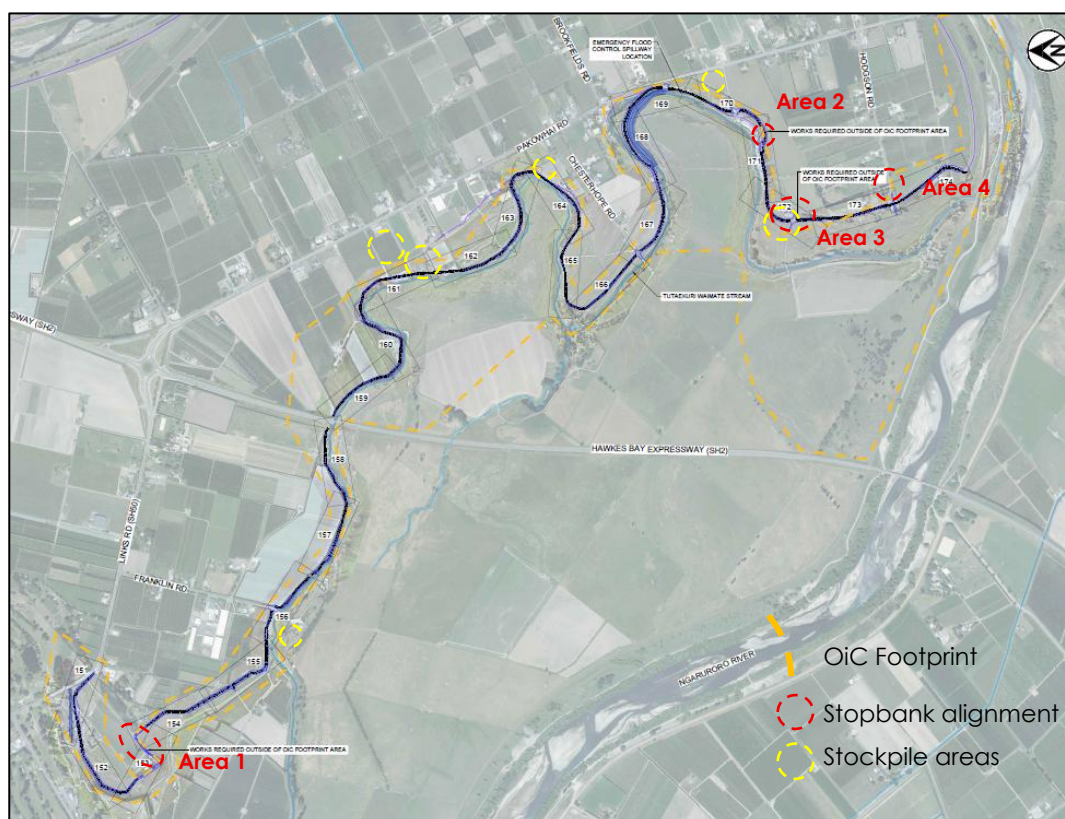 EMERGENCY FLOOD
CONTROL SPILLWAY
LOCATION
BROOKFIELDS RD
HODGSON RD
N
169
170
Area 2
WORKS REQUIRED OUTSIDE OF OIC FOOTPRINT AREA
168
PAKOWHAI RD
171
CHESTERHOPE RD
WORKS REQUIRED OUTSIDE
OF OIC FOOTPRINT AREA
174
Area 4
172
173
Area 3
163
164
167
162
165
161
166
TUTAEKURI WAIMATE STREAM
SWAY (SH2)
160
159
HAWKES BAY EXPRESSWAY (SH2)
158
LINKS RD (SH50)
157
FRANKLIN RD
156
155
151
154
WORKS REQUIRED OUTSIDE OF OIC FOOTPRINT AREA
Area 1
153
152
NGARURORO RIVER
OiC Footprint
Stopbank alignment
Stockpile areas